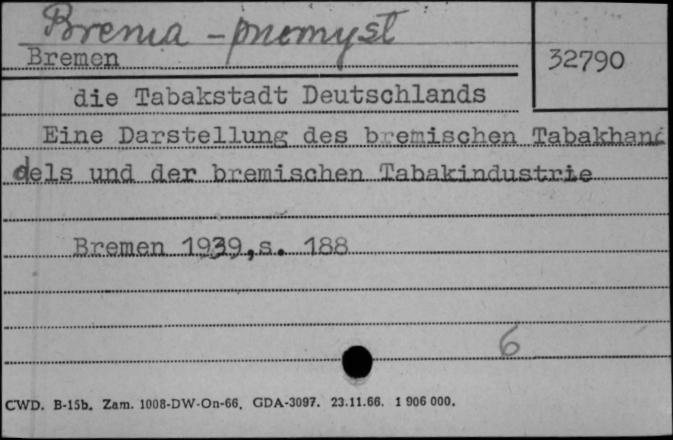 Brema - przemysł
Bremen
32790
die Tabakstadt Deutschlands
Eine Darstellung des bremischen Tabakhan
dels und der bremischen Tabakindustrie
Bremen 1939,s. 188
6
CWD. B-15b. Zam. 1008-DW-On-66. GDA-3097. 23.11.66. 1 906 000.